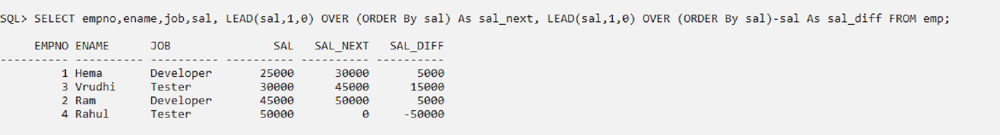 SQL> SELECT empno,ename,job,sal, LEAD(sal,1,0) OVER (ORDER By sal) As sal_next, LEAD(sal,1,0) OVER (ORDER By sal)-sal As sal_diff FROM emp;
     EMPNO ENAME      JOB               SAL   SAL_NEXT   SAL_DIFF
---------- ---------- ---------- ---------- ---------- ----------
         1 Hema       Developer       25000      30000       5000
         3 Vrudhi     Tester          30000      45000      15000
         2 Ram        Developer       45000      50000       5000
         4 Rahul      Tester          50000          0     -50000